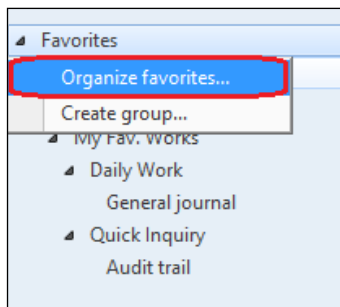 Favorites
Organize favorites...
Create group...
My Fav. Works
Daily Work
General journal
Quick Inquiry
Audit trail